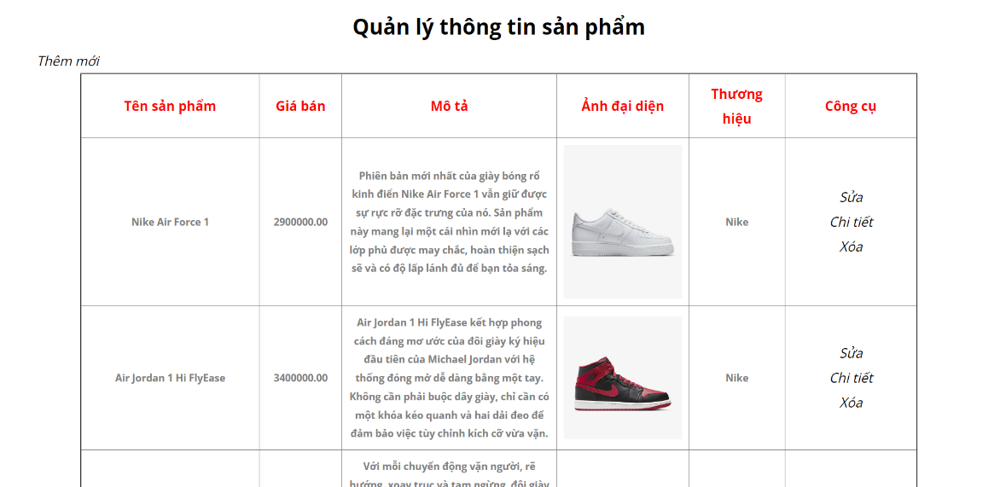 Quản lý thông tin sản phẩm
Thêm mới
Tên sản phẩm
Giá bán
Mô tả
Ảnh đại diện
Thương
hiệu
Công cụ
Nike Air Force 1
2900000.00
Phiên bản mới nhất của giày bóng rổ
kinh điển Nike Air Force 1 vẫn giữ được
sự rực rỡ đặc trưng của nó. Sản phẩm
này mang lại một cái nhìn mới lạ với các
lớp phủ được may chắc, hoàn thiện sạch
sẽ và có độ lấp lánh đủ để bạn tỏa sáng.
Nike
Sửa
Chi tiết
Xóa
Air Jordan 1 Hi FlyEase
3400000.00
Air Jordan 1 Hi FlyEase kết hợp phong
cách đáng mơ ước của đôi giày ký hiệu
đầu tiên của Michael Jordan với hệ
thống đóng mở dễ dàng bằng một tay.
Không cần phải buộc dây giày, chỉ cần có
một khóa kéo quanh và hai dải đeo để
đảm bảo việc tùy chỉnh kích cỡ vừa vặn.
Nike
Sửa
Chi tiết
Xóa
Với mỗi chuyển động vặn người, rẽ
hướng, xoay trục và tạm ngừng, đôi giày